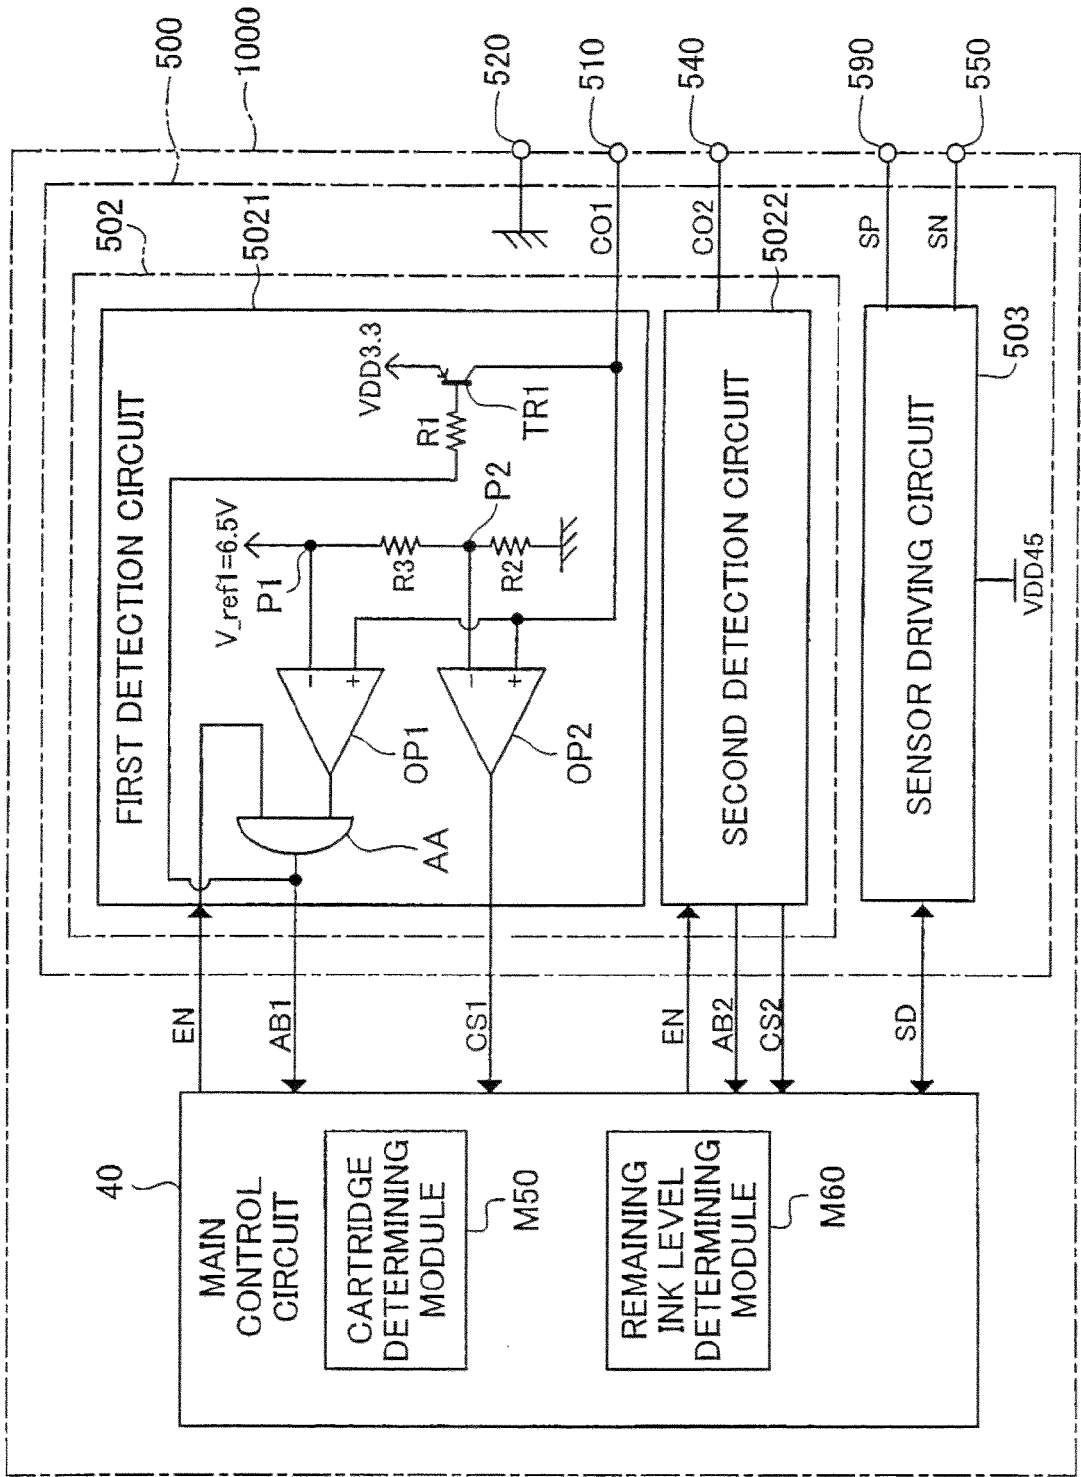 40
MAIN
CONTROL
CIRCUIT
CARTRIDGE
DETERMINING
MODULE
M50
REMAINING
INK LEVEL
DETERMINING
MODULE
M60
EN
AB1
CS1
EN
AB2
CS2
SD
500
1000
502
5021
FIRST DETECTION CIRCUIT
AA
OP1
OP2
V_ref1=6.5V
P1
R3
P2
R2
R1
VDD3.3
TR1
SECOND DETECTION CIRCUIT
5022
SENSOR DRIVING CIRCUIT
503
VDD45
CO1
CO2
SP
SN
520
510
540
590
550